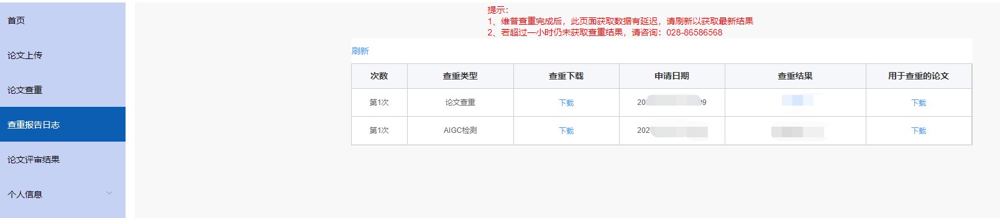 首页
论文上传
论文查重
查重报告日志
论文评审结果
个人信息
提示：
1、维普查重完成后，此页面获取数据有延迟，请刷新以获取最新结果
2、若超过一小时仍未获取查重结果，请咨询：028-86586568
刷新
次数 查重类型 查重下载 申请日期 查重结果 用于查重的论文
第1次 论文查重 下载 20 09 下载
第1次 AIGC检测 下载 202 下载